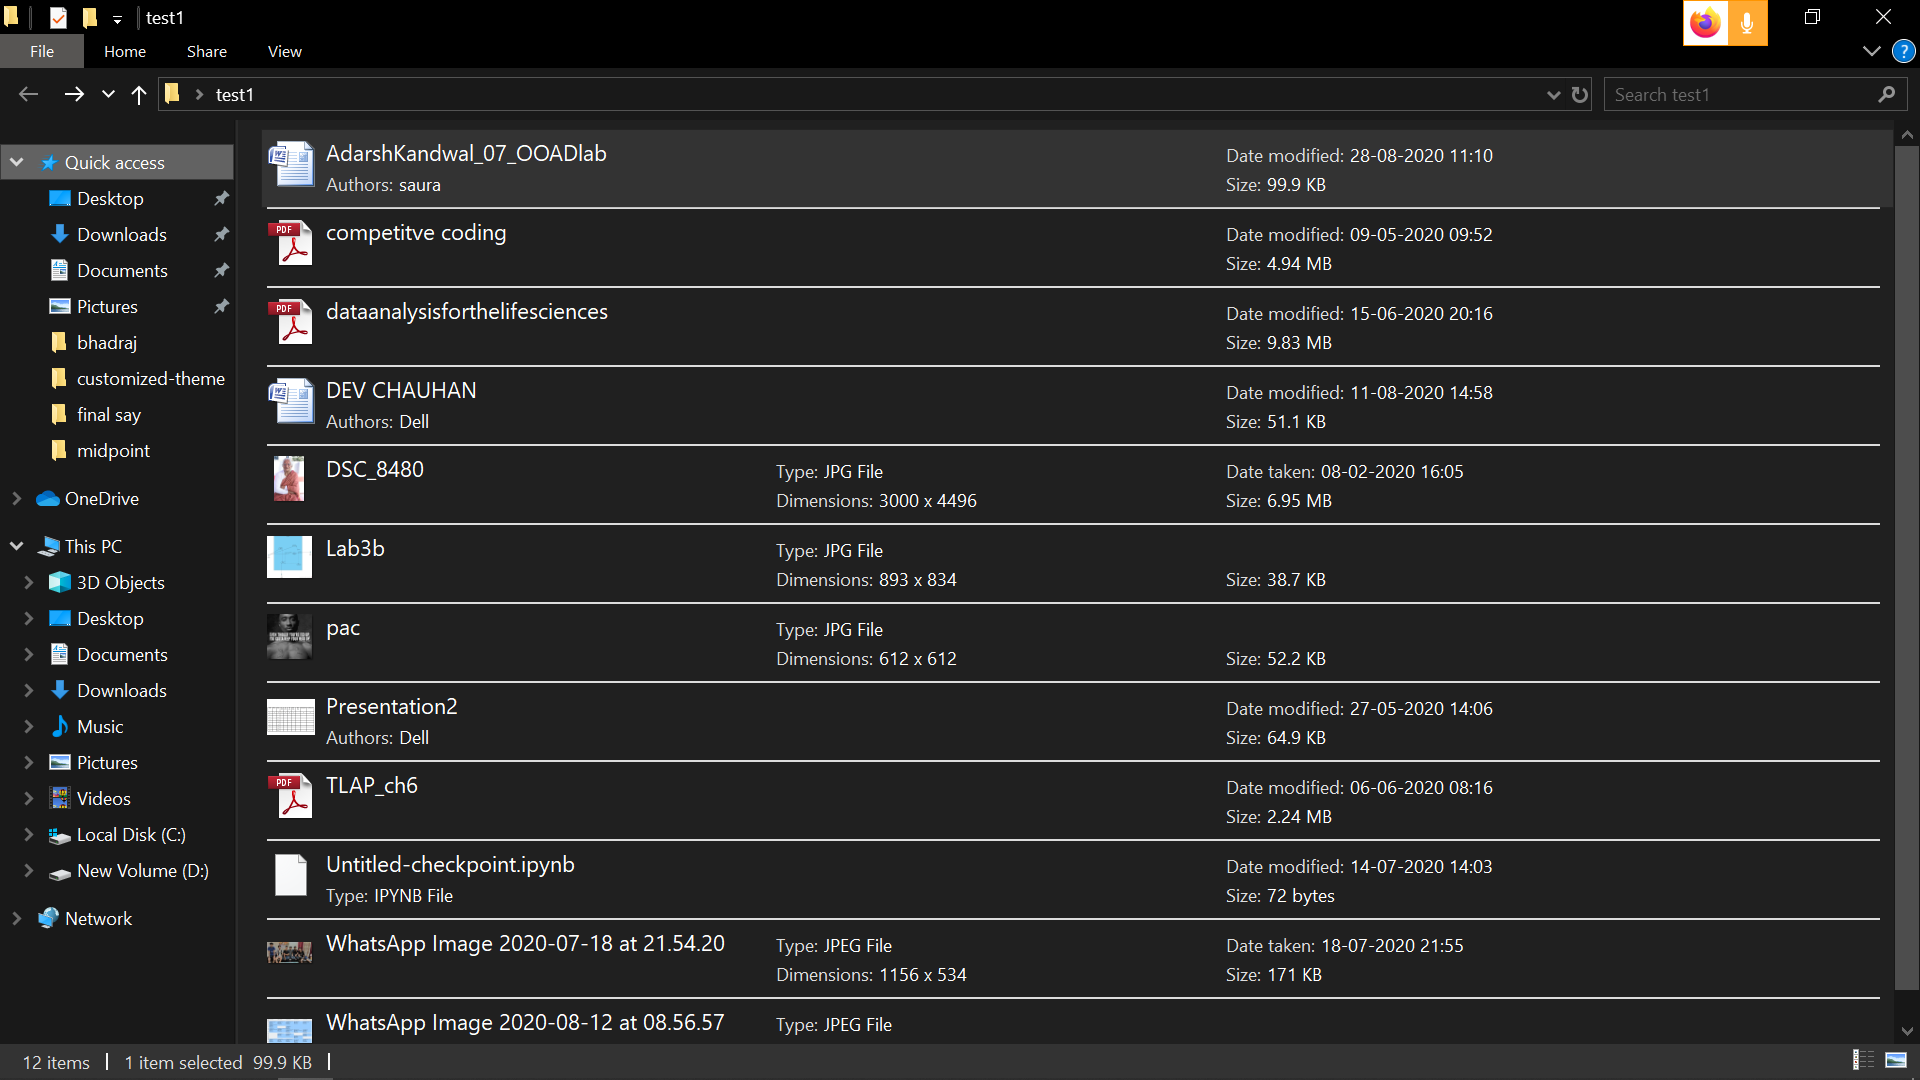 test1
File Home Share View
test1
Search test1
Quick access
Desktop
Downloads
Documents
Pictures
bhadraj
customized-theme
final say
midpoint
OneDrive
This PC
3D Objects
Desktop
Documents
Downloads
Music
Pictures
Videos
Local Disk (C:)
New Volume (D:)
Network
AdarshKandwal_07_OOADlab
Authors: saura
Date modified: 28-08-2020 11:10
Size: 99.9 KB
PDF
competitve coding
Date modified: 09-05-2020 09:52
Size: 4.94 MB
PDF
dataanalysisforthelifesciences
Date modified: 15-06-2020 20:16
Size: 9.83 MB
DEV CHAUHAN
Authors: Dell
Date modified: 11-08-2020 14:58
Size: 51.1 KB
DSC_8480
Type: JPG File
Dimensions: 3000 x 4496
Date taken: 08-02-2020 16:05
Size: 6.95 MB
Lab3b
Type: JPG File
Dimensions: 893 x 834
Size: 38.7 KB
pac
Type: JPG File
Dimensions: 612 x 612
Size: 52.2 KB
Presentation2
Authors: Dell
Date modified: 27-05-2020 14:06
Size: 64.9 KB
PDF
TLAP_ch6
Date modified: 06-06-2020 08:16
Size: 2.24 MB
Untitled-checkpoint.ipynb
Type: IPYNB File
Date modified: 14-07-2020 14:03
Size: 72 bytes
WhatsApp Image 2020-07-18 at 21.54.20
Type: JPEG File
Dimensions: 1156 x 534
Date taken: 18-07-2020 21:55
Size: 171 KB
WhatsApp Image 2020-08-12 at 08.56.57
Type: JPEG File
12 items 1 item selected 99.9 KB